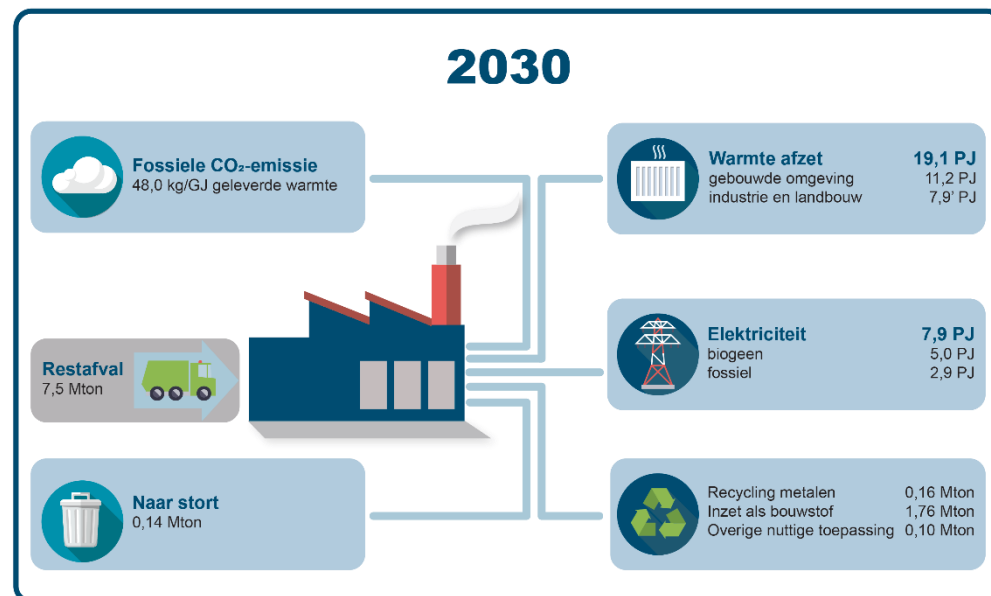 2030
Fossiele CO₂-emissie
48,0 kg/GJ geleverde warmte
Warmte afzet 19,1 PJ
gebouwde omgeving 11,2 PJ
industrie en landbouw 7,9' PJ
Restafval
7,5 Mton
Elektriciteit 7,9 PJ
biogeen 5,0 PJ
fossiel 2,9 PJ
Naar stort
0,14 Mton
Recycling metalen 0,16 Mton
Inzet als bouwstof 1,76 Mton
Overige nuttige toepassing 0,10 Mton